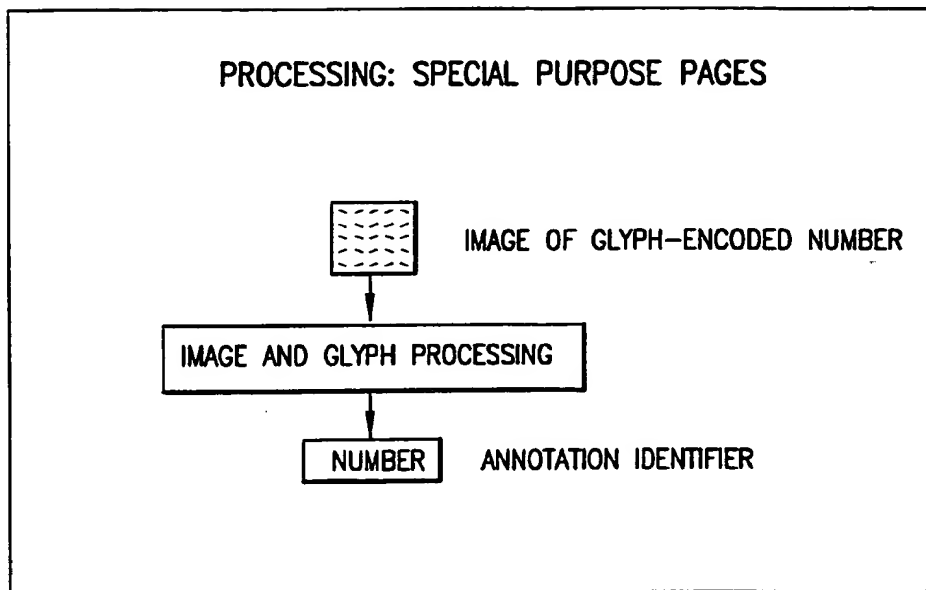 PROCESSING: SPECIAL PURPOSE PAGES
IMAGE OF GLYPH-ENCODED NUMBER
IMAGE AND GLYPH PROCESSING
NUMBER
ANNOTATION IDENTIFIER